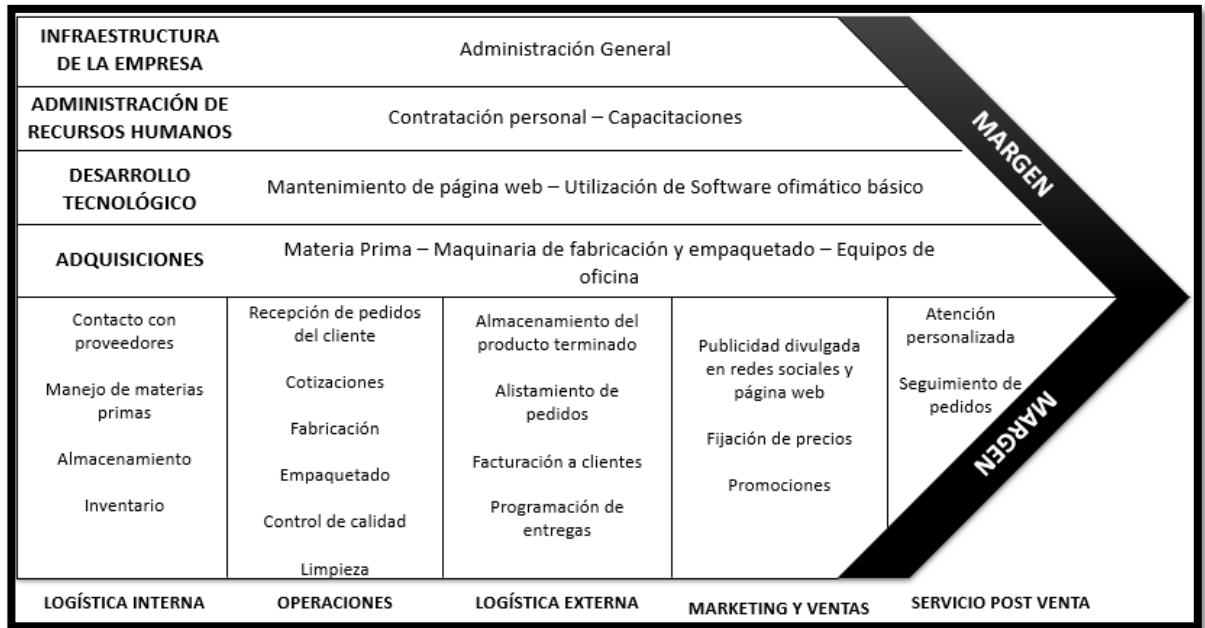 INFRAESTRUCTURA
DE LA EMPRESA
Administración General
ADMINISTRACIÓN DE
RECURSOS HUMANOS
Contratación personal – Capacitaciones
DESARROLLO
TECNOLÓGICO
Mantenimiento de página web – Utilización de Software ofimático básico
ADQUISICIONES
Materia Prima – Maquinaria de fabricación y empaquetado – Equipos de
oficina
MARGEN
Contacto con
proveedores
Manejo de materias
primas
Almacenamiento
Inventario
Recepción de pedidos
del cliente
Cotizaciones
Fabricación
Empaquetado
Control de calidad
Limpieza
Almacenamiento del
producto terminado
Alistamiento de
pedidos
Facturación a clientes
Programación de
entregas
Publicidad divulgada
en redes sociales y
página web
Fijación de precios
Promociones
Atención
personalizada
Seguimiento de
pedidos
MARGEN
LOGÍSTICA INTERNA
OPERACIONES
LOGÍSTICA EXTERNA
MARKETING Y VENTAS
SERVICIO POST VENTA